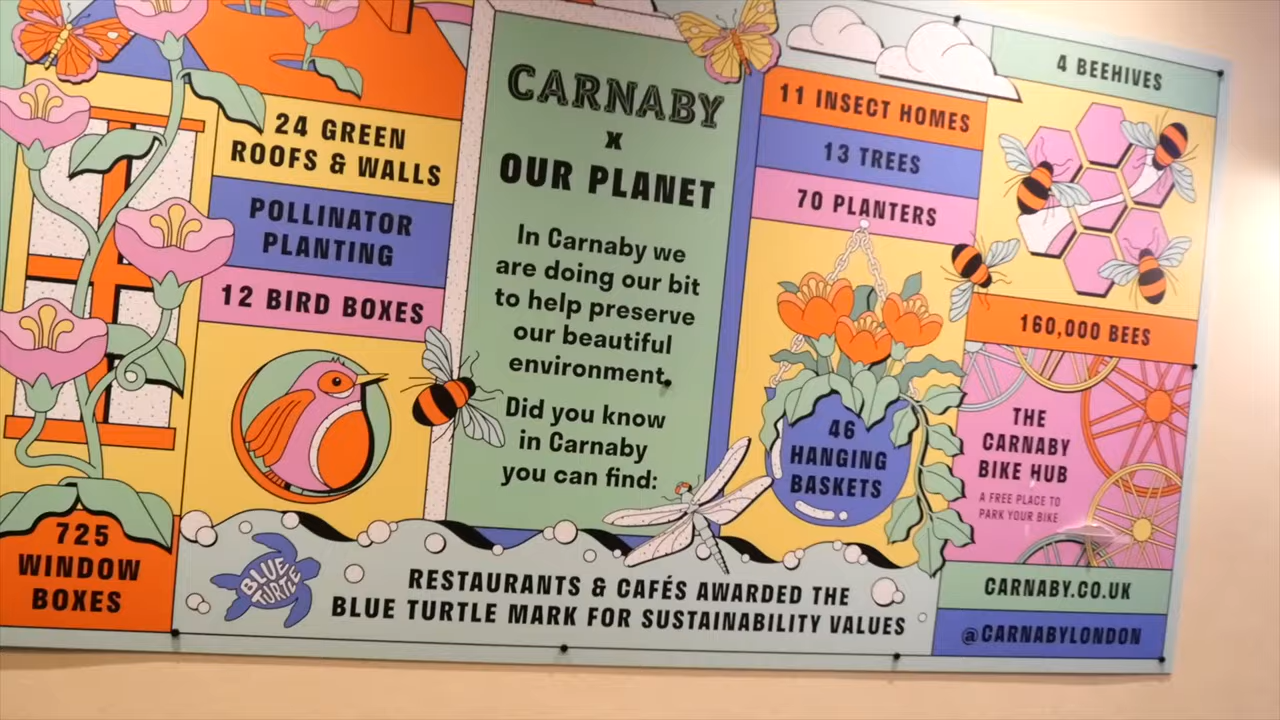 24 GREEN
ROOFS & WALLS
POLLINATOR
PLANTING
12 BIRD BOXES
725
WINDOW
BOXES
CARNABY
X
OUR PLANET
In Carnaby we
are doing our bit
to help preserve
our beautiful
environment.
Did you know
in Carnaby
you can find:
BLUE
TURTLE
RESTAURANTS & CAFÉS AWARDED THE
BLUE TURTLE MARK FOR SUSTAINABILITY VALUES
11 INSECT HOMES
13 TREES
70 PLANTERS
46
HANGING
BASKETS
4 BEEHIVES
160,000 BEES
THE
CARNABY
BIKE HUB
A FREE PLACE TO
PARK YOUR BIKE
CARNABY.CO.UK
@CARNABYLONDON